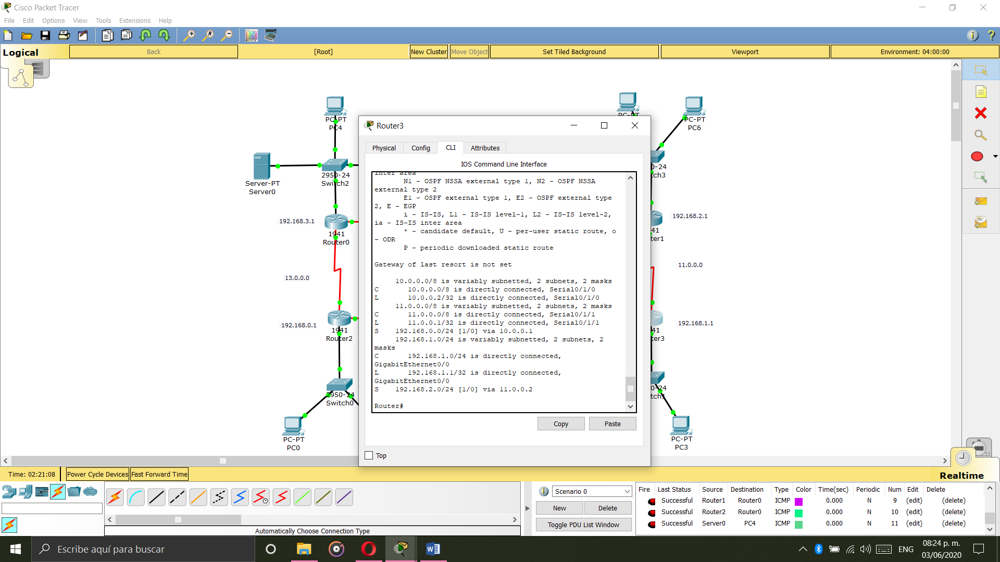 Cisco Packet Tracer
File Edit Options View Tools Extensions Help
Logical
Back
[Root]
New Cluster
Move Object
Set Tiled Background
Viewport
Environment: 04:00:00
PC-PT
PC4
Server-PT
Server0
2950-24
Switch2
192.168.3.1
1941
Router0
13.0.0.0
192.168.0.1
1941
Router2
2950-24
Switch0
PC-PT
PC0
PC-PT
PC-PT
PC6
0-24
tch3
192.168.2.1
41
ter1
11.0.0.0
192.168.1.1
41
ter3
0-24
tch1
PC-PT
PC3
Router3
Physical Config CLI Attributes
IOS Command Line Interface
inter area
N1 - OSPF NSSA external type 1, N2 - OSPF NSSA
external type 2
E1 - OSPF external type 1, E2 - OSPF external type
2, E - EGP
i - IS-IS, L1 - IS-IS level-1, L2 - IS-IS level-2,
ia - IS-IS inter area
* - candidate default, U - per-user static route, o
- ODR
P - periodic downloaded static route
Gateway of last resort is not set
10.0.0.0/8 is variably subnetted, 2 subnets, 2 masks
C 10.0.0.0/8 is directly connected, Serial0/1/0
L 10.0.0.2/32 is directly connected, Serial0/1/0
11.0.0.0/8 is variably subnetted, 2 subnets, 2 masks
C 11.0.0.0/8 is directly connected, Serial0/1/1
L 11.0.0.1/32 is directly connected, Serial0/1/1
S 192.168.0.0/24 [1/0] via 10.0.0.1
192.168.1.0/24 is variably subnetted, 2 subnets, 2
masks
C 192.168.1.0/24 is directly connected,
GigabitEthernet0/0
L 192.168.1.1/32 is directly connected,
GigabitEthernet0/0
S 192.168.2.0/24 [1/0] via 11.0.0.2
Router#
Copy
Paste
Top
Time: 02:21:08
Power Cycle Devices
Fast Forward Time
Realtime
Automatically Choose Connection Type
Scenario 0
New
Delete
Toggle PDU List Window
Fire Last Status Source Destination Type Color Time(sec) Periodic Num Edit Delete
Successful Router1 Router0 ICMP 0.000 N 9 (edit) (delete)
Successful Router2 Router0 ICMP 0.000 N 10 (edit) (delete)
Successful Server0 PC4 ICMP 0.000 N 11 (edit) (delete)
Escribe aquí para buscar
ENG
08:24 p. m.
03/06/2020